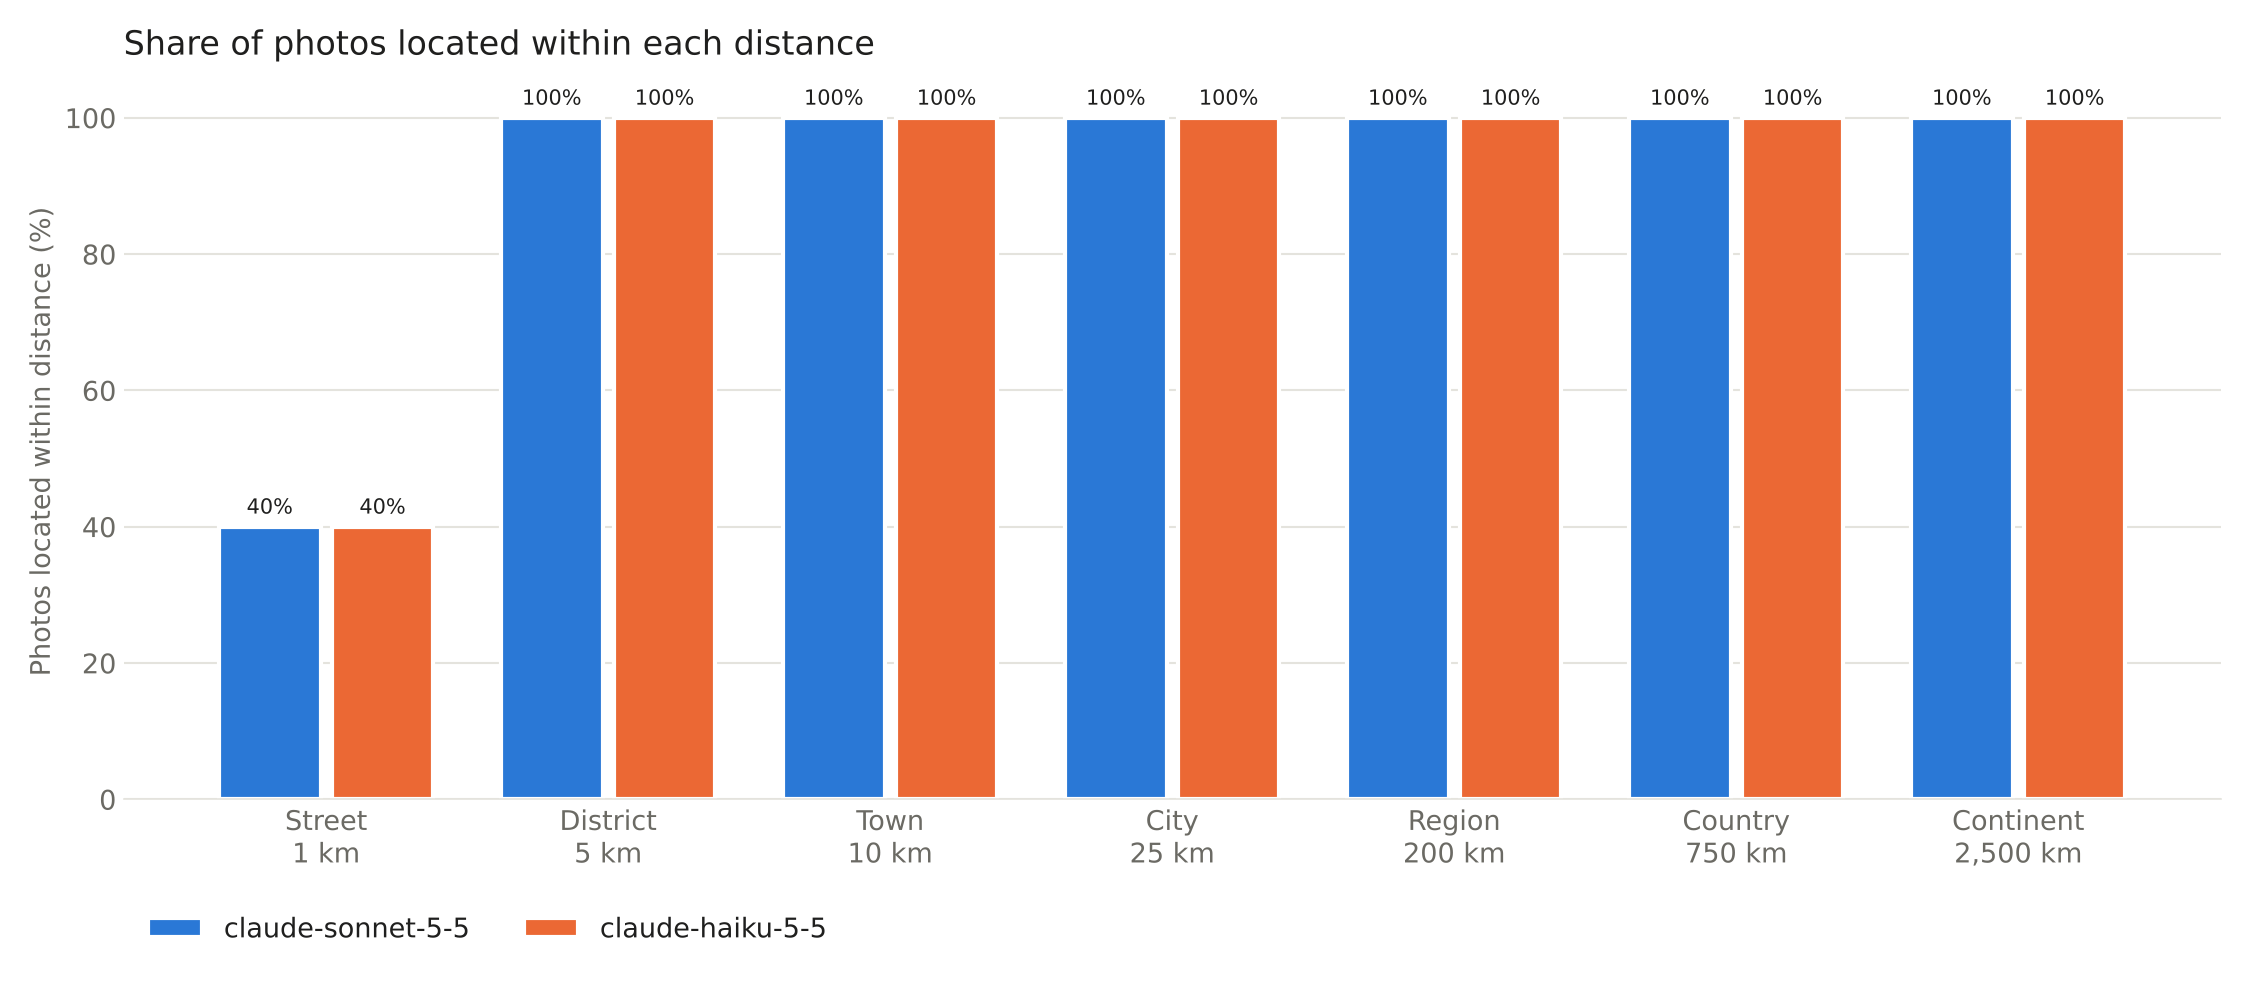 Share of photos located within each distance
Photos located within distance (%)
100
80
60
40
20
0
40% 40%
100% 100%
100% 100%
100% 100%
100% 100%
100% 100%
100% 100%
Street
1 km
District
5 km
Town
10 km
City
25 km
Region
200 km
Country
750 km
Continent
2,500 km
claude-sonnet-5-5
claude-haiku-5-5